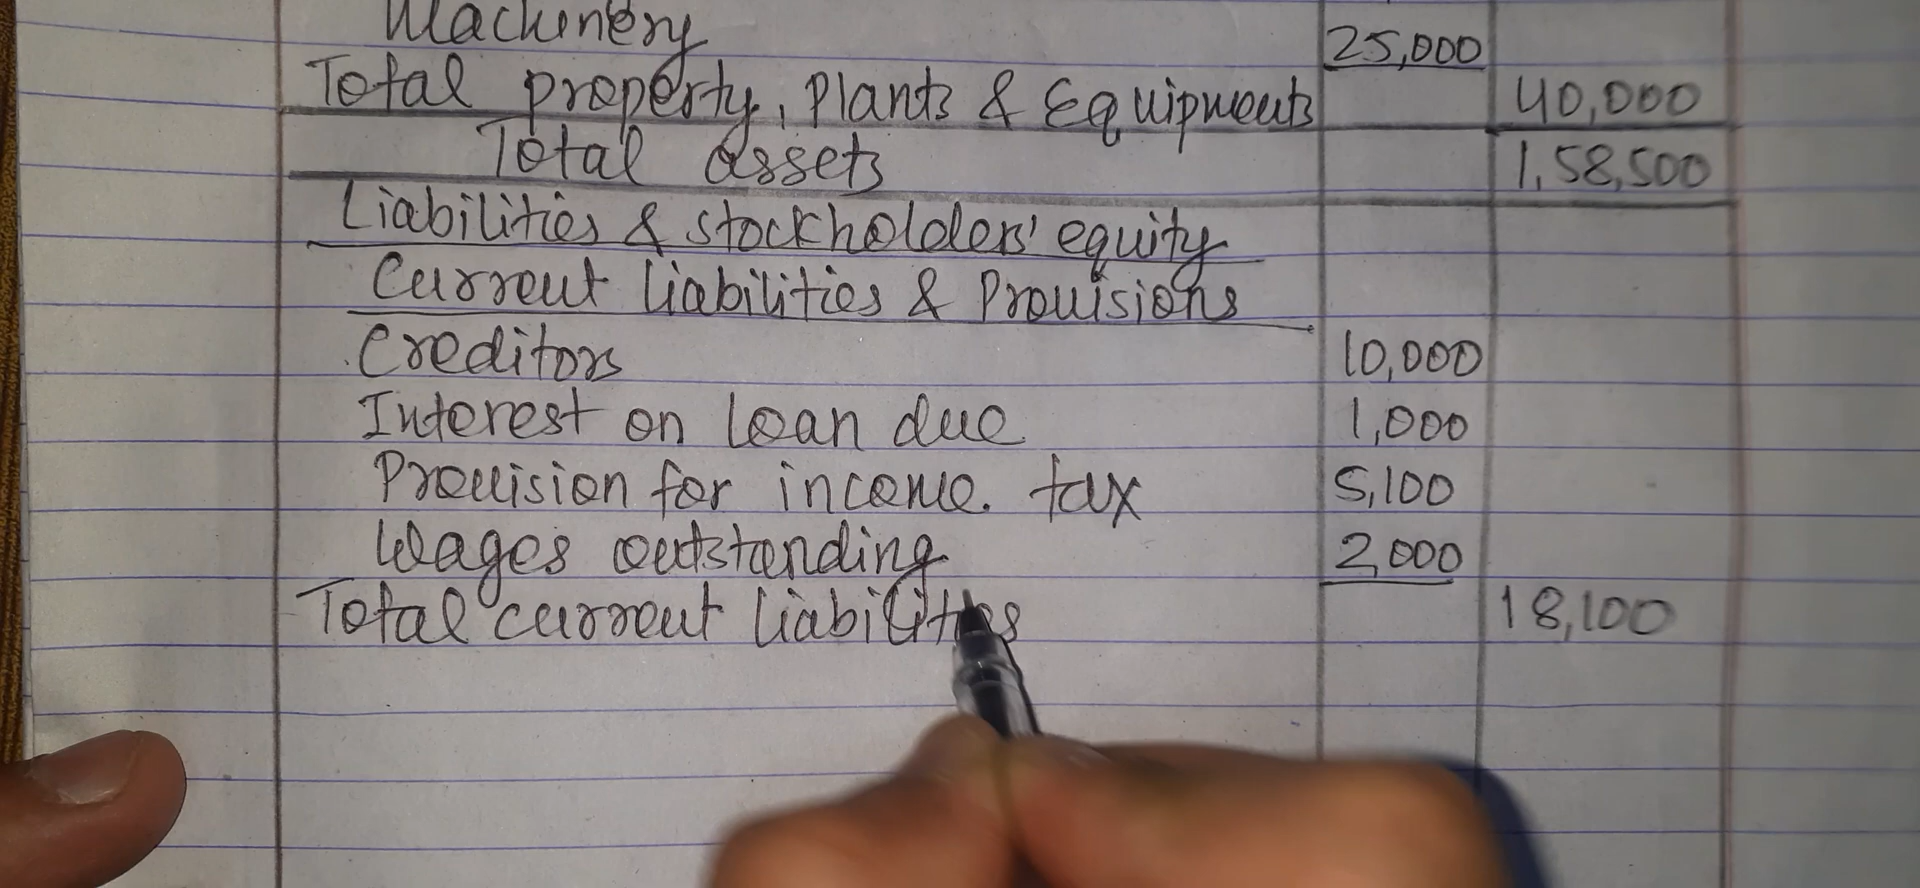 Machinery 25,000
Total property, Plants & Equipments 40,000
Total assets 1,58,500
Liabilities & stockholders' equity
Current liabilities & Provisions
Creditors 10,000
Interest on loan due 1,000
Provision for income. tax 5,100
Wages outstanding 2,000
Total current liabilities 18,100